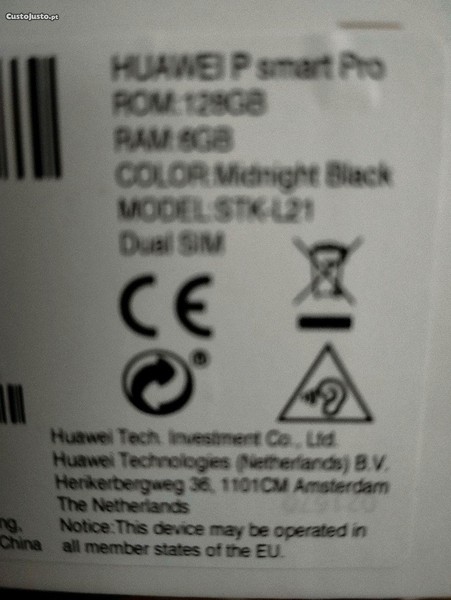 CustoJusto.pt
HUAWEI P smart Pro
ROM:128GB
RAM:6GB
COLOR:Midnight Black
MODEL:STK-L21
Dual SIM
CE
®
Huawei Tech. Investment Co., Ltd.
Huawei Technologies (Netherlands) B.V.
Herikerbergweg 36, 1101CM Amsterdam
The Netherlands
ng, Notice:This device may be operated in
China all member states of the EU.